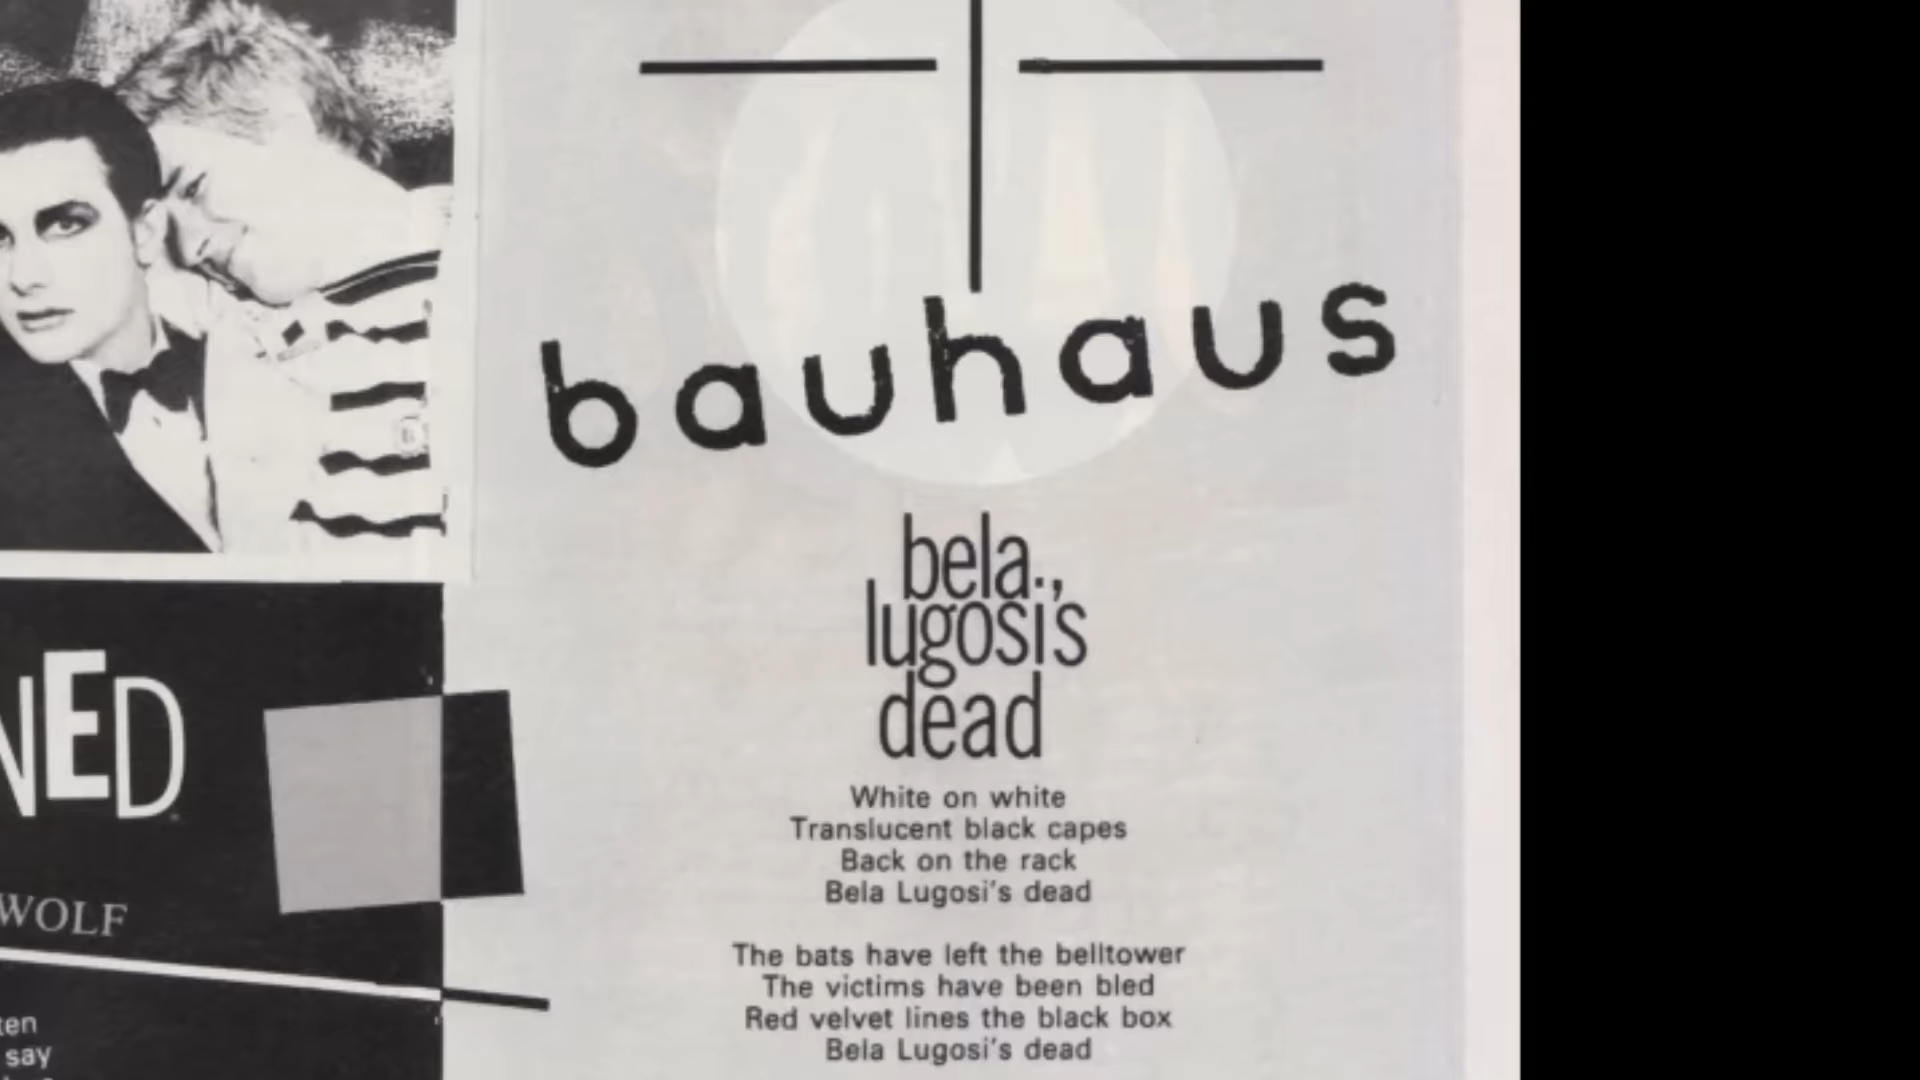 bauhaus
bela
lugosi's
dead
White on white
Translucent black capes
Back on the rack
Bela Lugosi's dead
The bats have left the belltower
The victims have been bled
Red velvet lines the black box
Bela Lugosi's dead
NED
WOLF
say